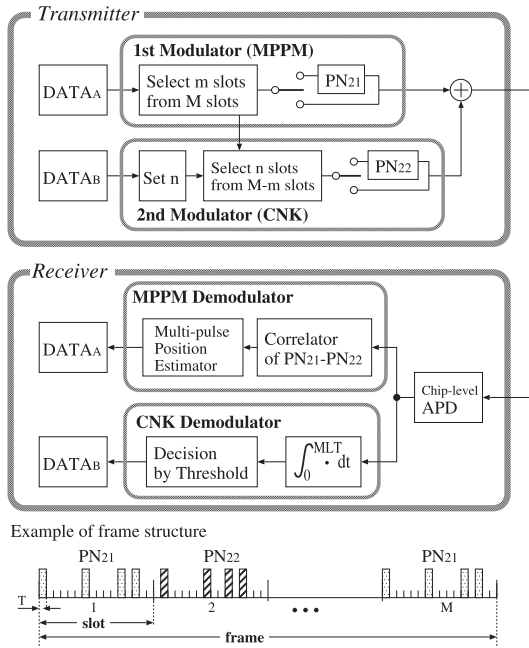 Transmitter
1st Modulator (MPPM)
DATAA
Select m slots
from M slots
PN21
DATAB
Set n
Select n slots
from M-m slots
PN22
2nd Modulator (CNK)
Receiver
MPPM Demodulator
DATAA
Multi-pulse
Position
Estimator
Correlator
of PN21-PN22
Chip-level
APD
CNK Demodulator
DATAB
Decision
by Threshold
∫0MLT · dt
Example of frame structure
PN21 PN22 PN21
T
1 2 ••• M
slot
frame